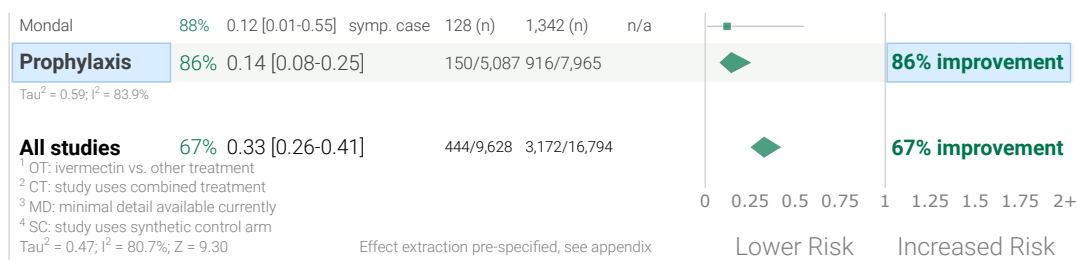 Mondal 88% 0.12 [0.01-0.55] symp. case 128 (n) 1,342 (n) n/a
Prophylaxis 86% 0.14 [0.08-0.25] 150/5,087 916/7,965 86% improvement
Tau² = 0.59; I² = 83.9%
All studies 67% 0.33 [0.26-0.41] 444/9,628 3,172/16,794 67% improvement
¹ OT: ivermectin vs. other treatment
² CT: study uses combined treatment
³ MD: minimal detail available currently
⁴ SC: study uses synthetic control arm
Tau² = 0.47; I² = 80.7%; Z = 9.30 Effect extraction pre-specified, see appendix
0 0.25 0.5 0.75 1 1.25 1.5 1.75 2+
Lower Risk Increased Risk